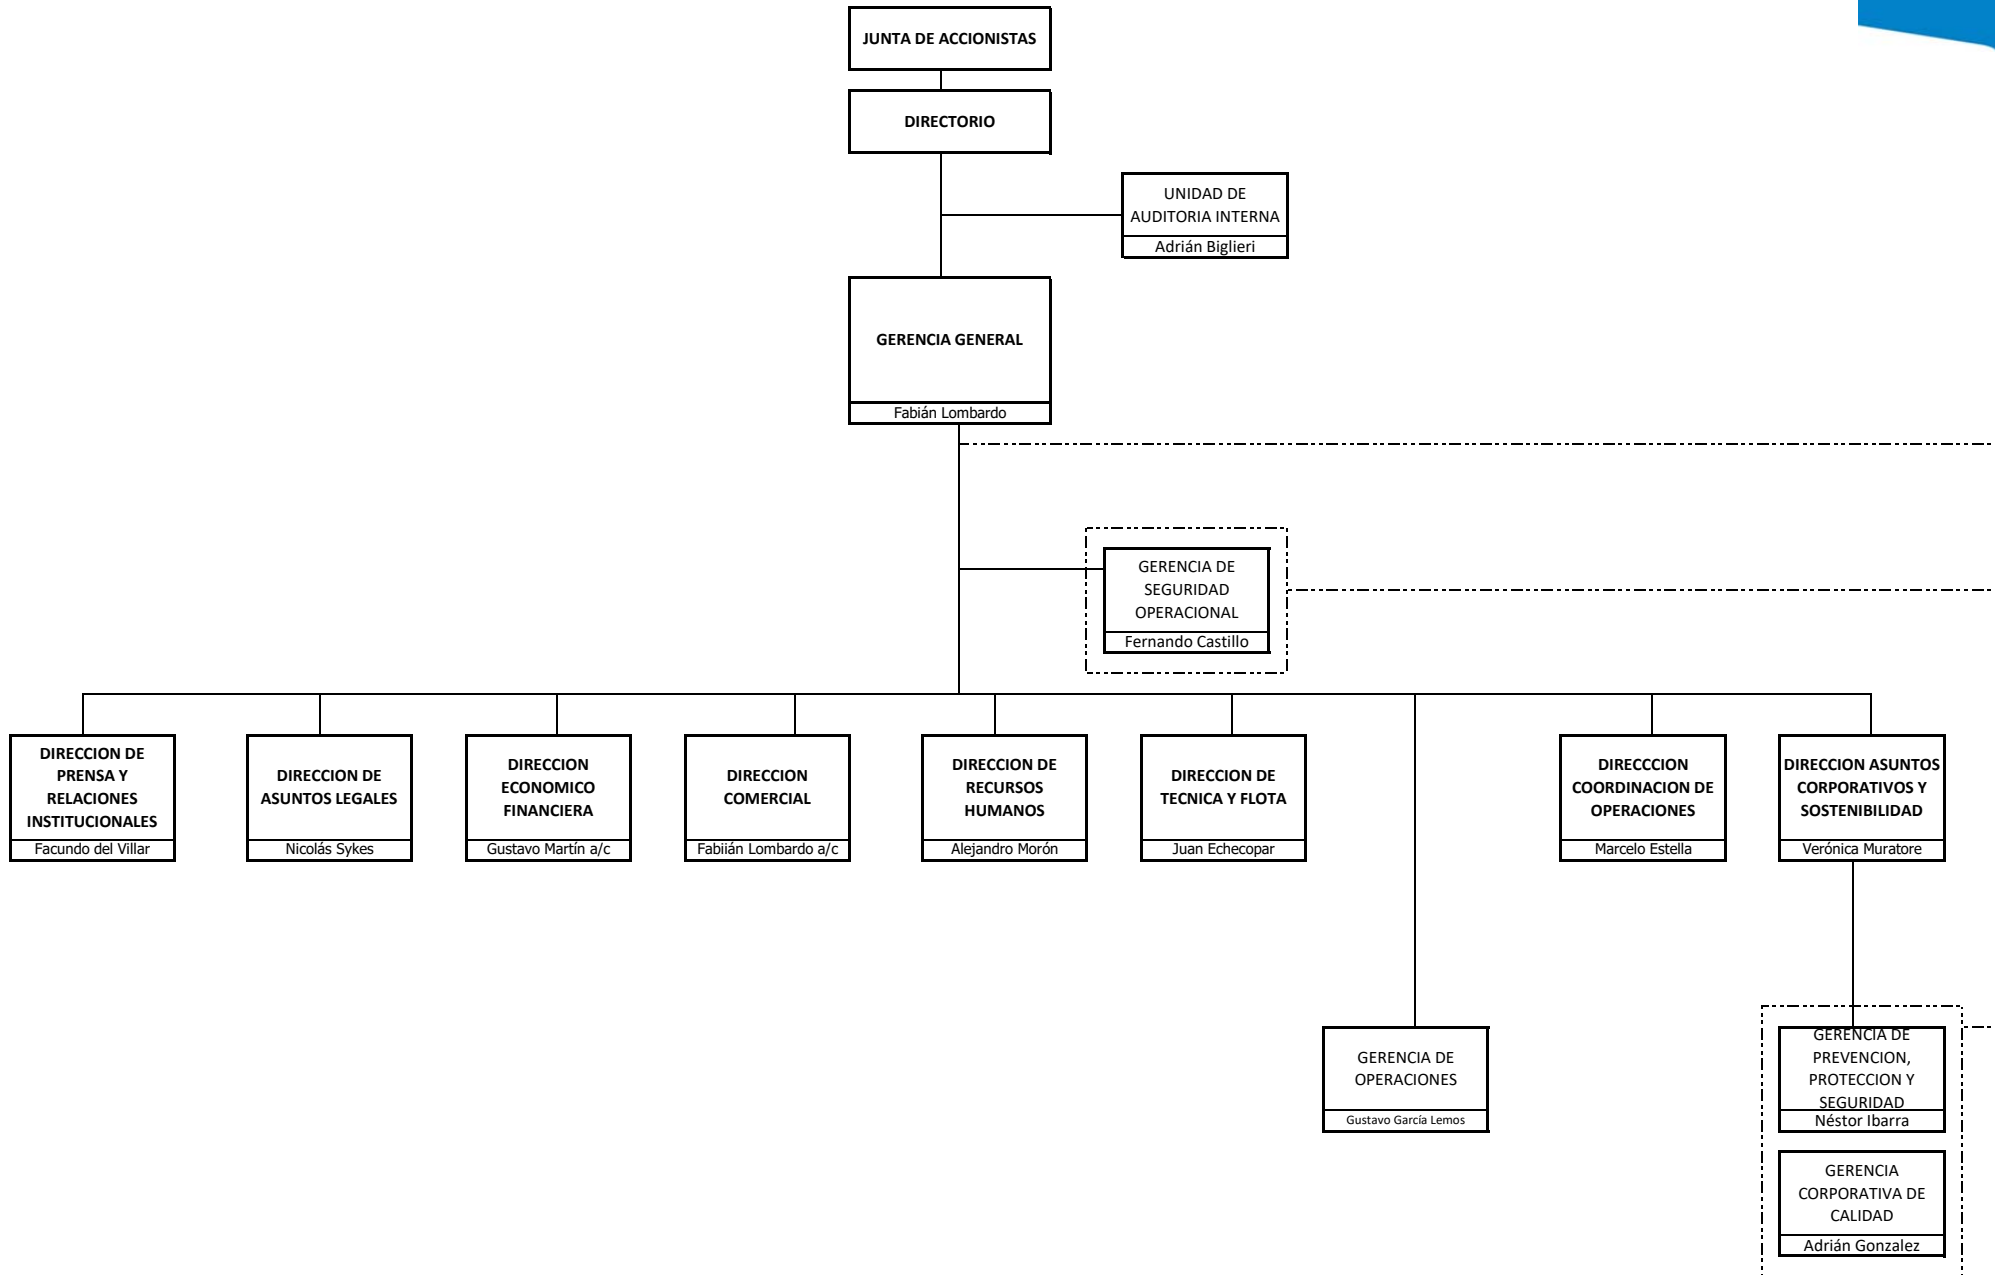 JUNTA DE ACCIONISTAS
DIRECTORIO
UNIDAD DE
AUDITORIA INTERNA
Adrián Biglieri
GERENCIA GENERAL
Fabián Lombardo
GERENCIA DE
SEGURIDAD
OPERACIONAL
Fernando Castillo
DIRECCION DE
PRENSA Y
RELACIONES
INSTITUCIONALES
Facundo del Villar
DIRECCION DE
ASUNTOS LEGALES
Nicolás Sykes
DIRECCION
ECONOMICO
FINANCIERA
Gustavo Martín a/c
DIRECCION
COMERCIAL
Fabiián Lombardo a/c
DIRECCION DE
RECURSOS
HUMANOS
Alejandro Morón
DIRECCION DE
TECNICA Y FLOTA
Juan Echecopar
DIRECCCION
COORDINACION DE
OPERACIONES
Marcelo Estella
DIRECCION ASUNTOS
CORPORATIVOS Y
SOSTENIBILIDAD
Verónica Muratore
GERENCIA DE
OPERACIONES
Gustavo García Lemos
GERENCIA DE
PREVENCION,
PROTECCION Y
SEGURIDAD
Néstor Ibarra
GERENCIA
CORPORATIVA DE
CALIDAD
Adrián Gonzalez